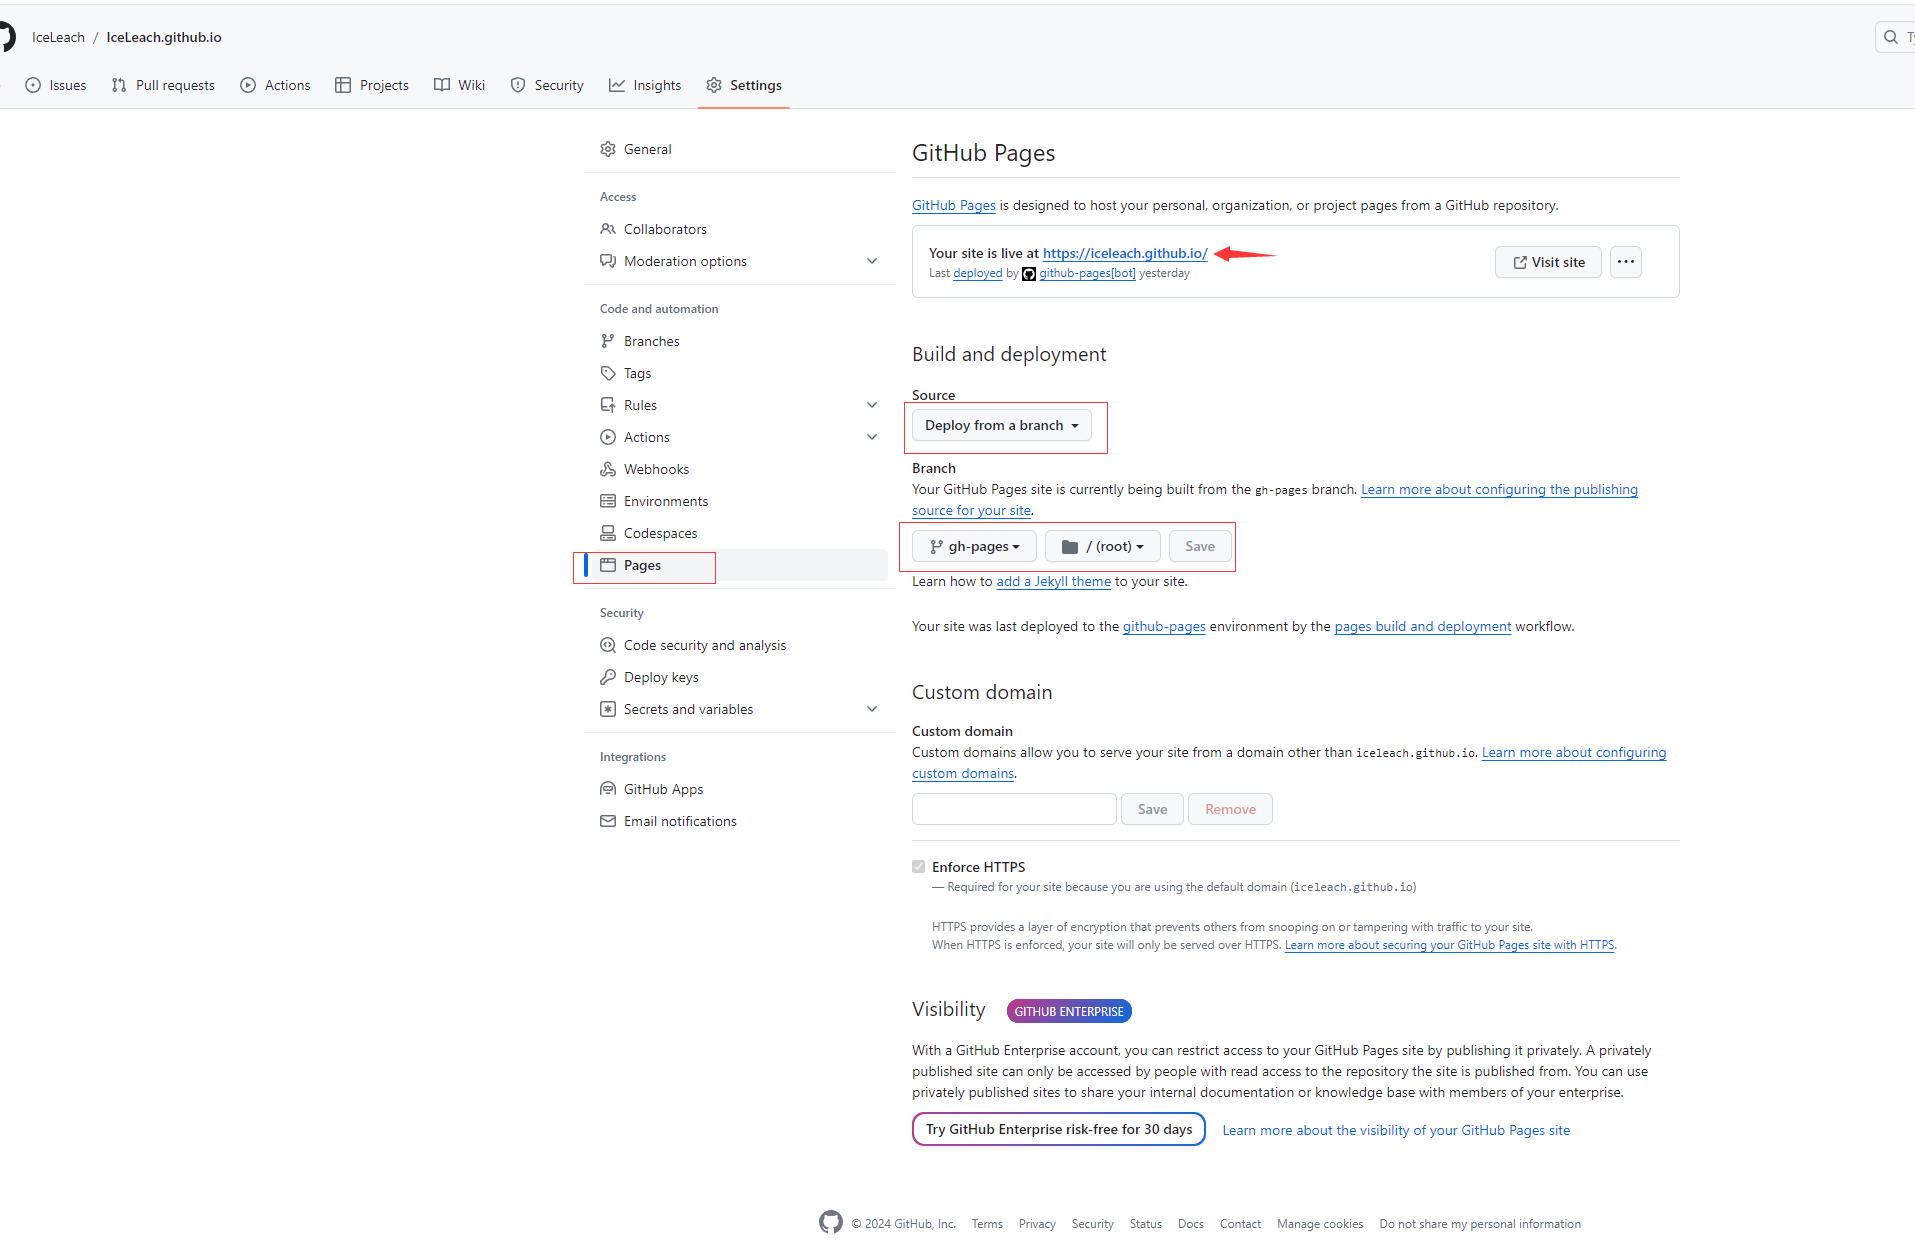 IceLeach / IceLeach.github.io
Issues Pull requests Actions Projects Wiki Security Insights Settings
General
Access
Collaborators
Moderation options
Code and automation
Branches
Tags
Rules
Actions
Webhooks
Environments
Codespaces
Pages
Security
Code security and analysis
Deploy keys
Secrets and variables
Integrations
GitHub Apps
Email notifications
GitHub Pages
GitHub Pages is designed to host your personal, organization, or project pages from a GitHub repository.
Your site is live at https://iceleach.github.io/
Last deployed by github-pages[bot] yesterday
Visit site
Build and deployment
Source
Deploy from a branch
Branch
Your GitHub Pages site is currently being built from the gh-pages branch. Learn more about configuring the publishing
source for your site.
gh-pages / (root) Save
Learn how to add a Jekyll theme to your site.
Your site was last deployed to the github-pages environment by the pages build and deployment workflow.
Custom domain
Custom domain
Custom domains allow you to serve your site from a domain other than iceleach.github.io. Learn more about configuring
custom domains.
Save Remove
Enforce HTTPS
— Required for your site because you are using the default domain (iceleach.github.io)
HTTPS provides a layer of encryption that prevents others from snooping on or tampering with traffic to your site.
When HTTPS is enforced, your site will only be served over HTTPS. Learn more about securing your GitHub Pages site with HTTPS.
Visibility GITHUB ENTERPRISE
With a GitHub Enterprise account, you can restrict access to your GitHub Pages site by publishing it privately. A privately
published site can only be accessed by people with read access to the repository the site is published from. You can use
privately published sites to share your internal documentation or knowledge base with members of your enterprise.
Try GitHub Enterprise risk-free for 30 days Learn more about the visibility of your GitHub Pages site
© 2024 GitHub, Inc. Terms Privacy Security Status Docs Contact Manage cookies Do not share my personal information